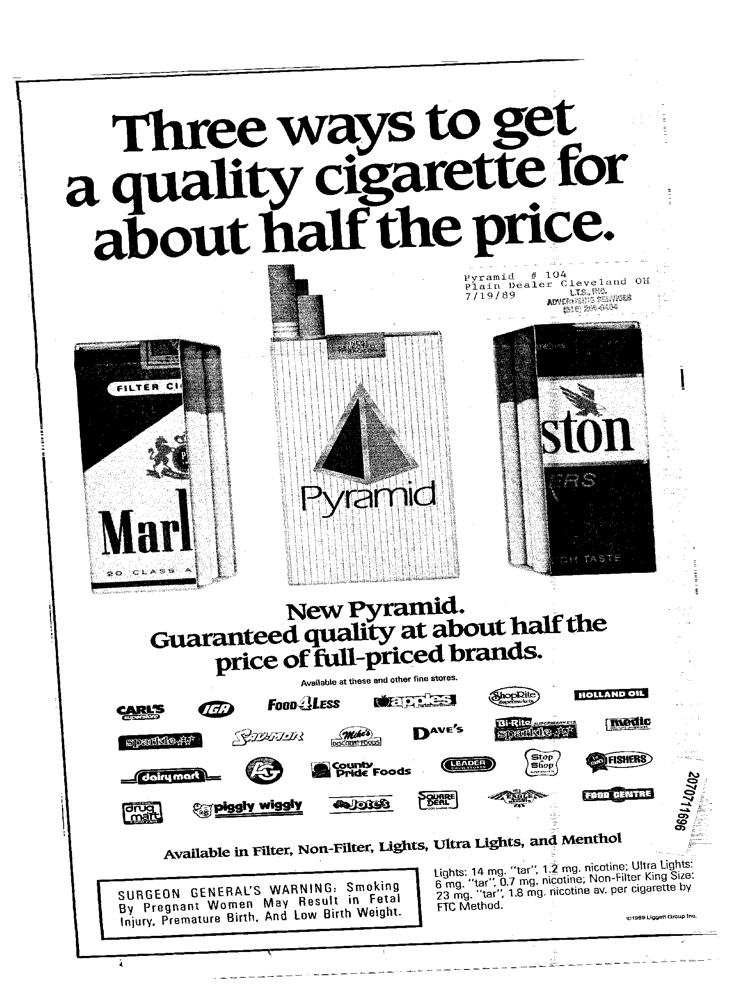 Three ways to get
a quality cigarette for
about half the price.
Pyramid # 104
Plain Dealer Cleveland OH
7/19/89
L.T.S., INC.
ADVERTISING SERVICES
(516) 266-0404
FILTER CI
Marl
20 CLASS A
Pyramid
ston
ERS
CH TASTE
New Pyramid.
Guaranteed quality at about half the
price of full-priced brands.
Available at these and other fine stores.
CARL'S
IGA
FOOD 4 LESS
apples
ShopRite
HOLLAND OIL
sparkle
SAV-MOR
Mike's
DISCOUNT FOODS
DAVE'S
Bi-Rite
sparkle
medic
dairy mart
County
Pride Foods
LEADER
Stop
Shop
FISHERS
drug
mart
piggly wiggly
SQUARE
DEAL
EAGLE
FOOD CENTRE
2070711696
Available in Filter, Non-Filter, Lights, Ultra Lights, and Menthol
SURGEON GENERAL'S WARNING: Smoking
By Pregnant Women May Result in Fetal
Injury, Premature Birth, And Low Birth Weight.
Lights: 14 mg. "tar", 1.2 mg. nicotine; Ultra Lights:
6 mg. "tar", 0.7 mg. nicotine; Non-Filter King Size:
23 mg. "tar", 1.8 mg. nicotine av. per cigarette by
FTC Method.
©1989 Liggett Group Inc.